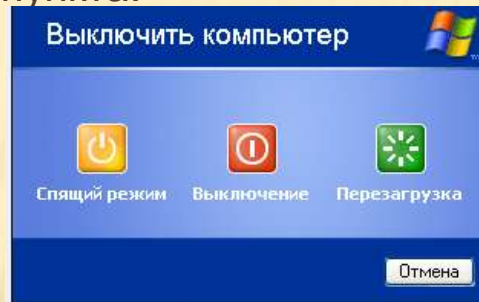 Выключить компьютер
Спящий режим Выключение Перезагрузка
Отмена